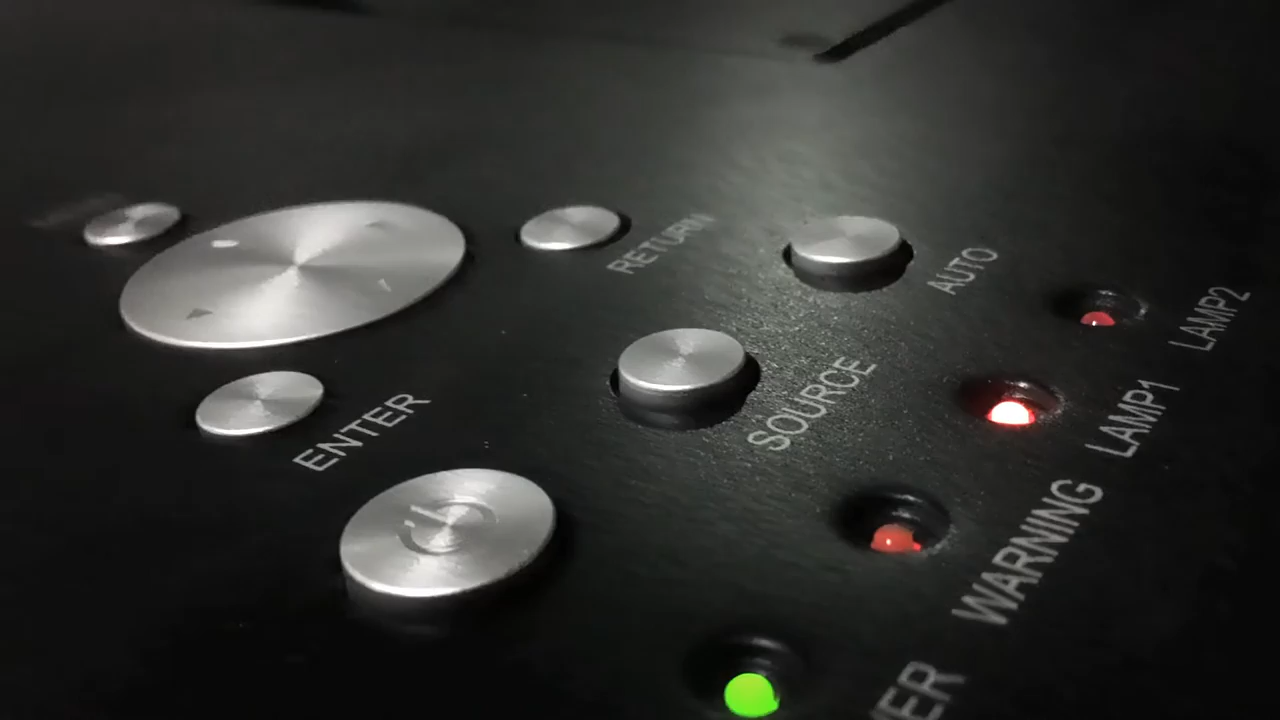 RETURN
AUTO
LAMP2
SOURCE
LAMP1
ENTER
WARNING